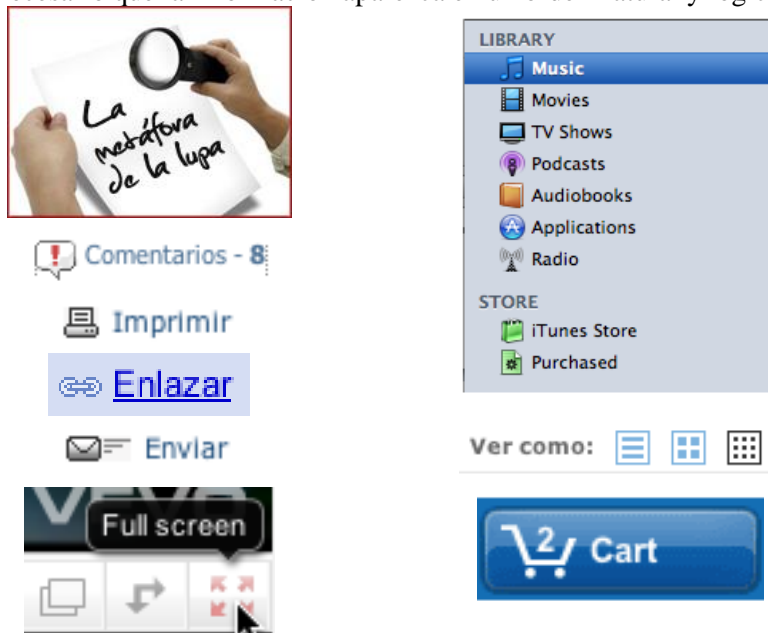 La
metáfora
de la lupa
Comentarios - 8
Imprimir
Enlazar
Enviar
VEVO
Full screen
LIBRARY
Music
Movies
TV Shows
Podcasts
Audiobooks
Applications
Radio
STORE
iTunes Store
Purchased
Ver como:
2
Cart